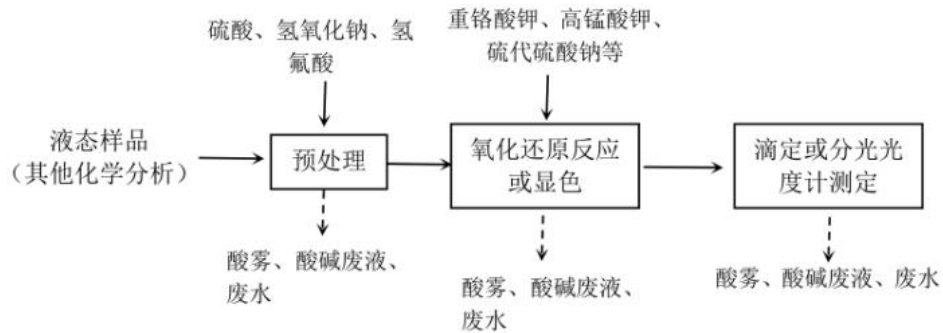 硫酸、氢氧化钠、氢
氟酸
重铬酸钾、高锰酸钾、
硫代硫酸钠等
液态样品
（其他化学分析）
预处理
氧化还原反应
或显色
滴定或分光光
度计测定
酸雾、酸碱废液、
废水
酸雾、酸碱废液、
废水
酸雾、酸碱废液、废水